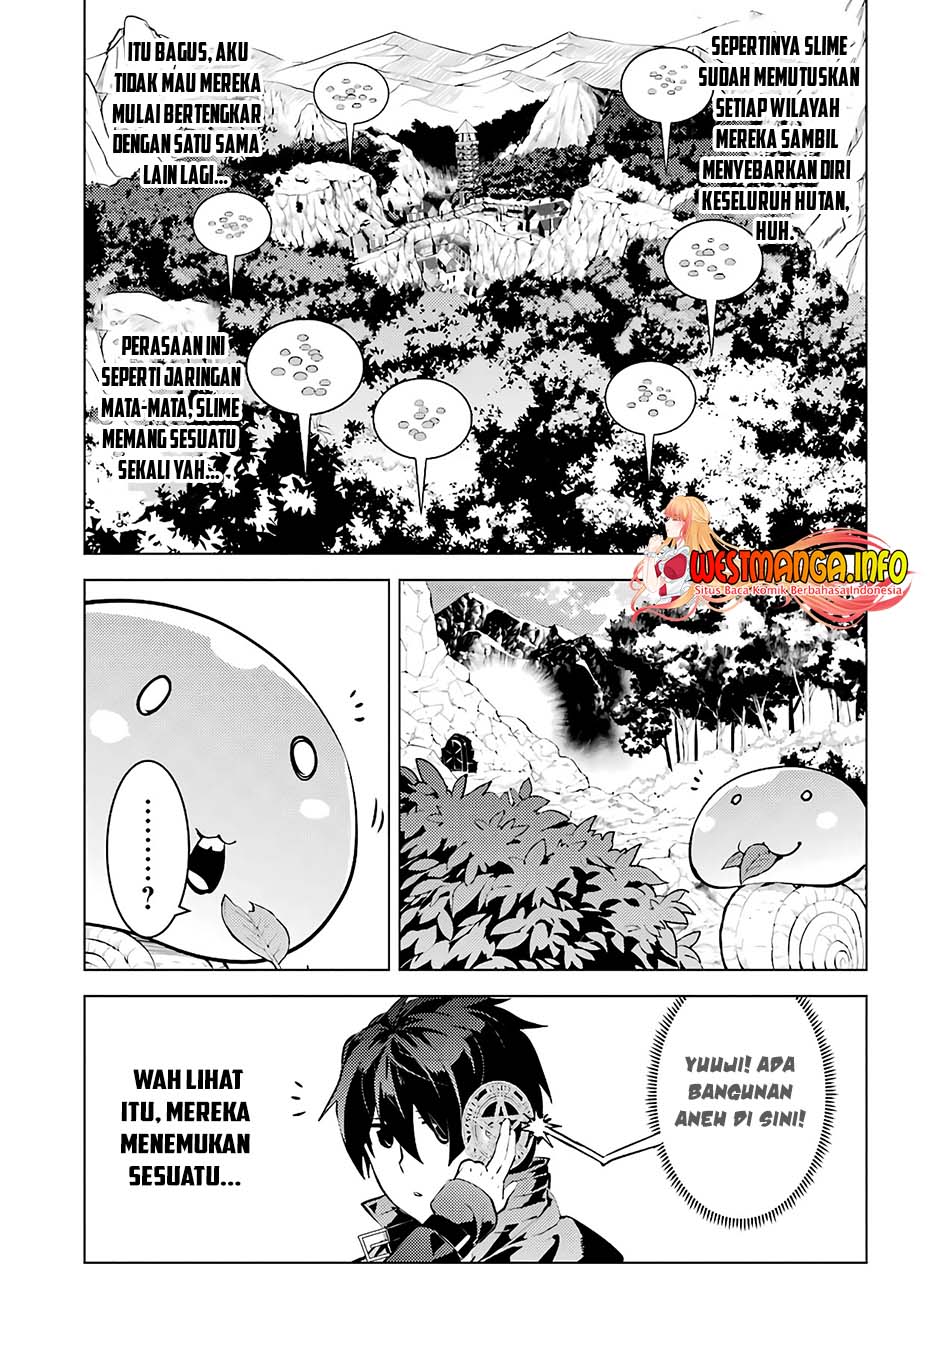 SEPERTINYA SLIME
SUDAH MEMUTUSKAN
SETIAP WILAYAH
MEREKA SAMBIL
MENYEBARKAN DIRI
KESELURUH HUTAN,
HUH.
ITU BAGUS, AKU
TIDAK MAU MEREKA
MULAI BERTENGKAR
DENGAN SATU SAMA
LAIN LAGI...
PERASAAN INI
SEPERTI JARINGAN
MATA-MATA, SLIME
MEMANG SESUATU
SEKALI YAH...
WESTMANGA.INFO
Situs Baca Komik Berbahasa Indonesia
.........?
YUUJI! ADA
BANGUNAN
ANEH DI SINI!
WAH LIHAT
ITU, MEREKA
MENEMUKAN
SESUATU...